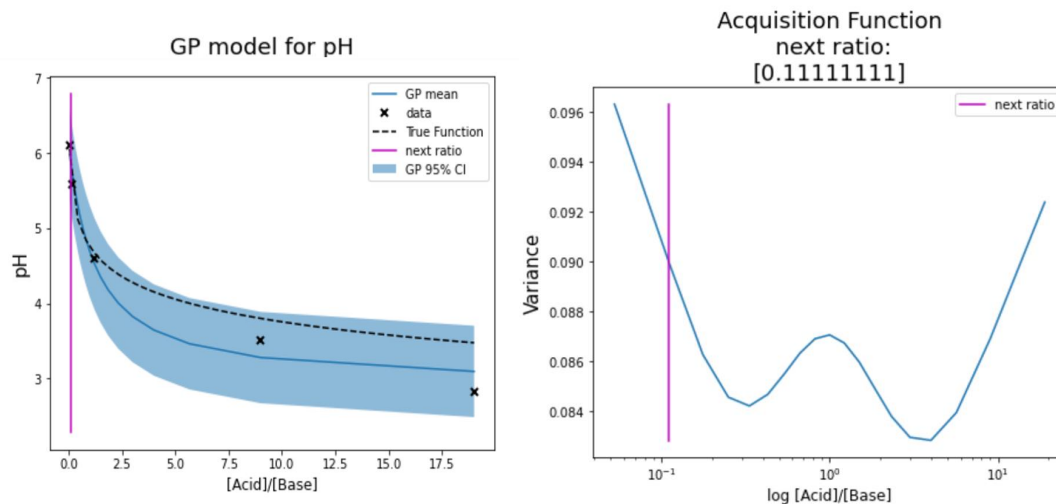 GP model for pH
7
6
5
4
3
pH
0.0
2.5
5.0
7.5
10.0
12.5
15.0
17.5
[Acid]/[Base]
GP mean
data
True Function
next ratio
GP 95% CI
Acquisition Function
next ratio:
[0.11111111]
0.096
0.094
0.092
0.090
0.088
0.086
0.084
Variance
10⁻¹
10⁰
10¹
log [Acid]/[Base]
next ratio